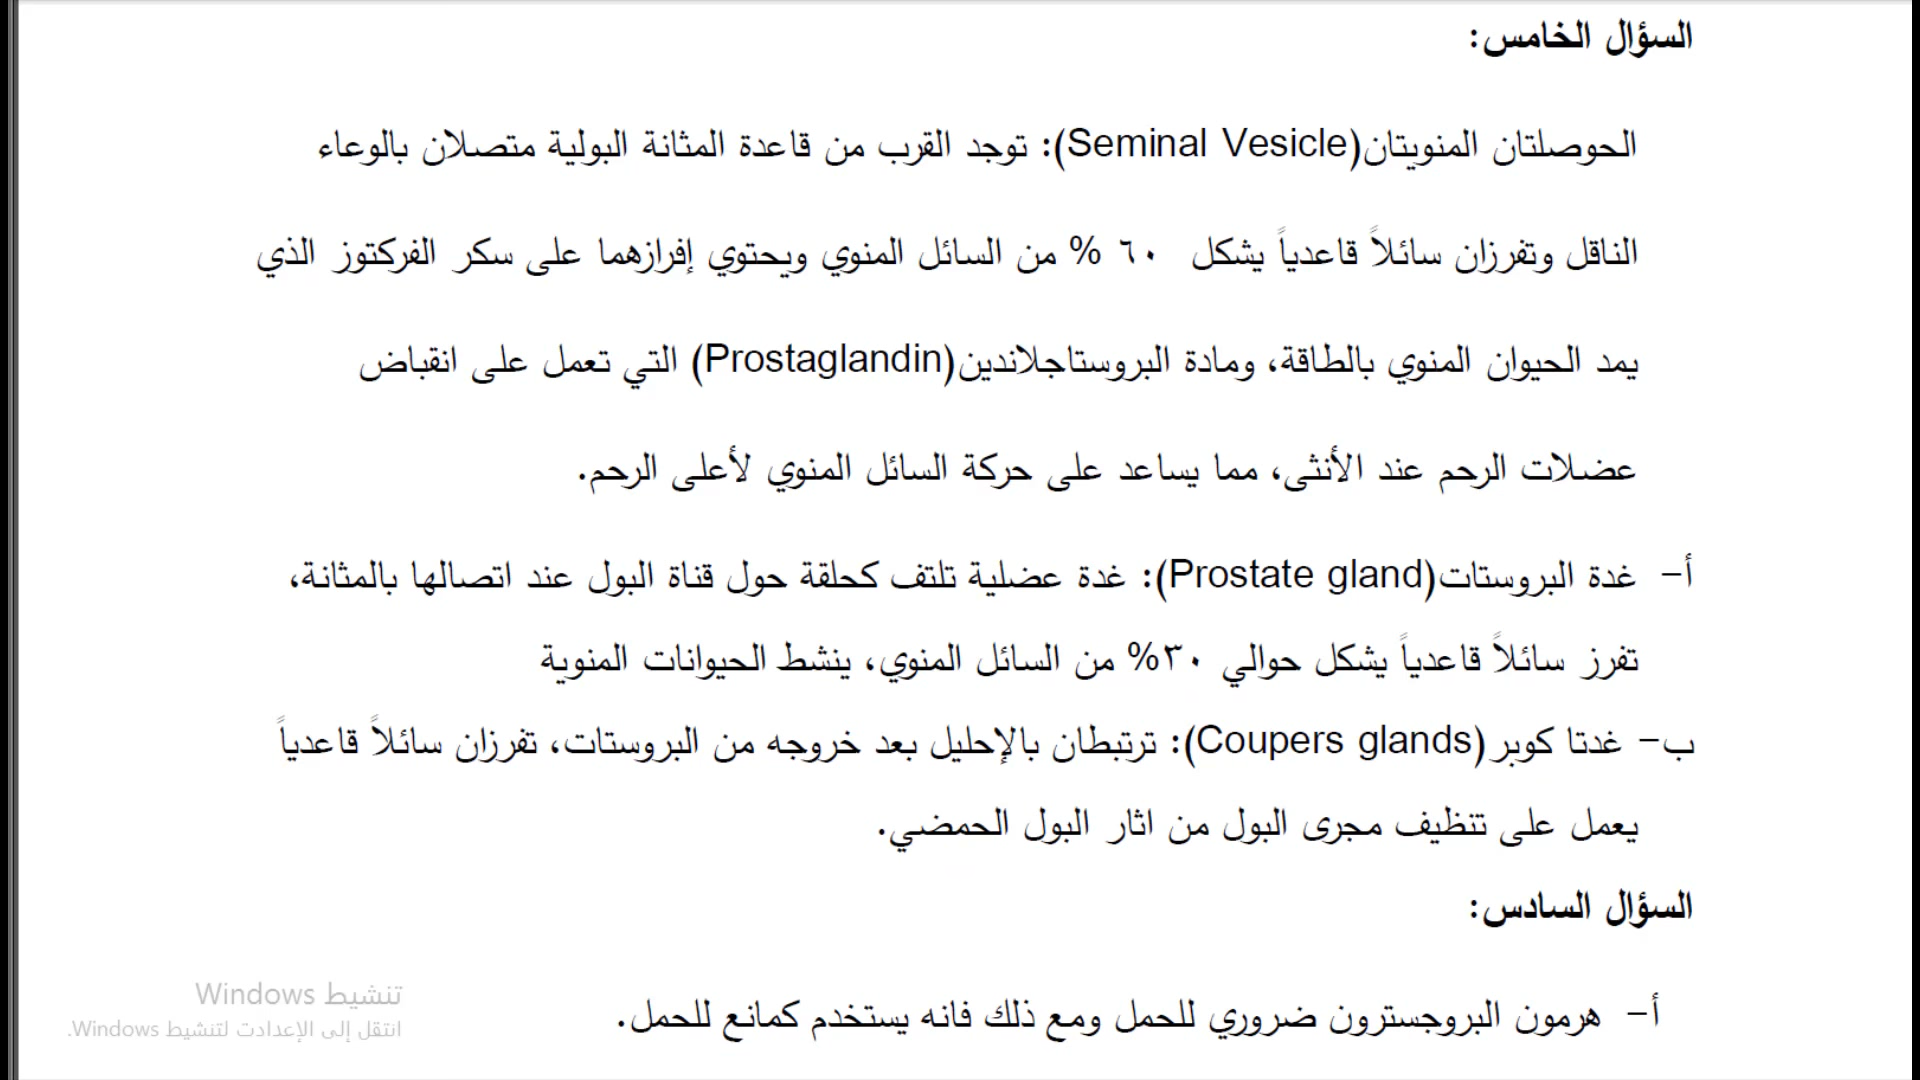 السؤال الخامس:
الحوصلتان المنويتان(Seminal Vesicle): توجد القرب من قاعدة المثانة البولية متصلان بالوعاء
الناقل وتفرزان سائلاً قاعدياً يشكل ٦٠ % من السائل المنوي ويحتوي إفرازهما على سكر الفركتوز الذي
يمد الحيوان المنوي بالطاقة، ومادة البروستاجلاندين(Prostaglandin) التي تعمل على انقباض
عضلات الرحم عند الأنثى، مما يساعد على حركة السائل المنوي لأعلى الرحم.
أ- غدة البروستات(Prostate gland): غدة عضلية تلتف كحلقة حول قناة البول عند اتصالها بالمثانة،
تفرز سائلاً قاعدياً يشكل حوالي ٣٠% من السائل المنوي، ينشط الحيوانات المنوية
ب- غدتا كوبر(Coupers glands): ترتبطان بالإحليل بعد خروجه من البروستات، تفرزان سائلاً قاعدياً
يعمل على تنظيف مجرى البول من اثار البول الحمضي.
السؤال السادس:
أ- هرمون البروجسترون ضروري للحمل ومع ذلك فانه يستخدم كمانع للحمل.
تنشيط Windows
انتقل إلى الإعدادت لتنشيط Windows.